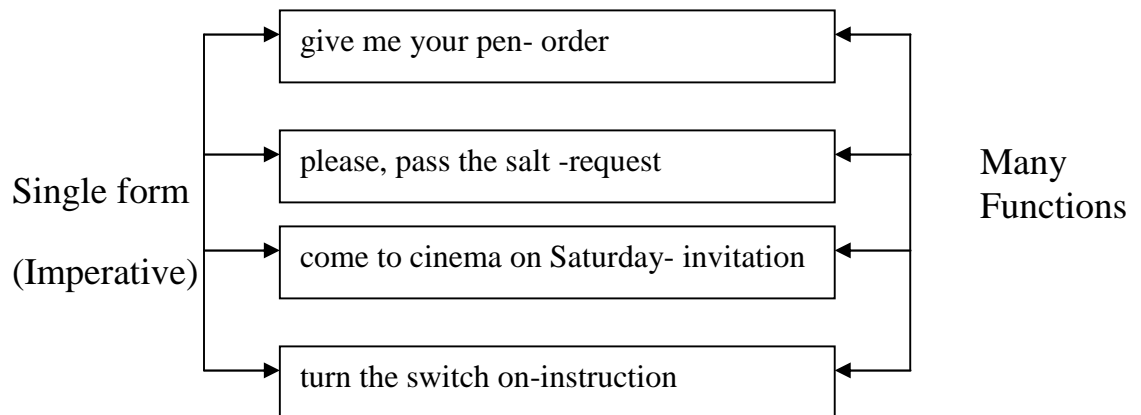 give me your pen- order
please, pass the salt -request
Single form
(Imperative)
come to cinema on Saturday- invitation
turn the switch on-instruction
Many
Functions